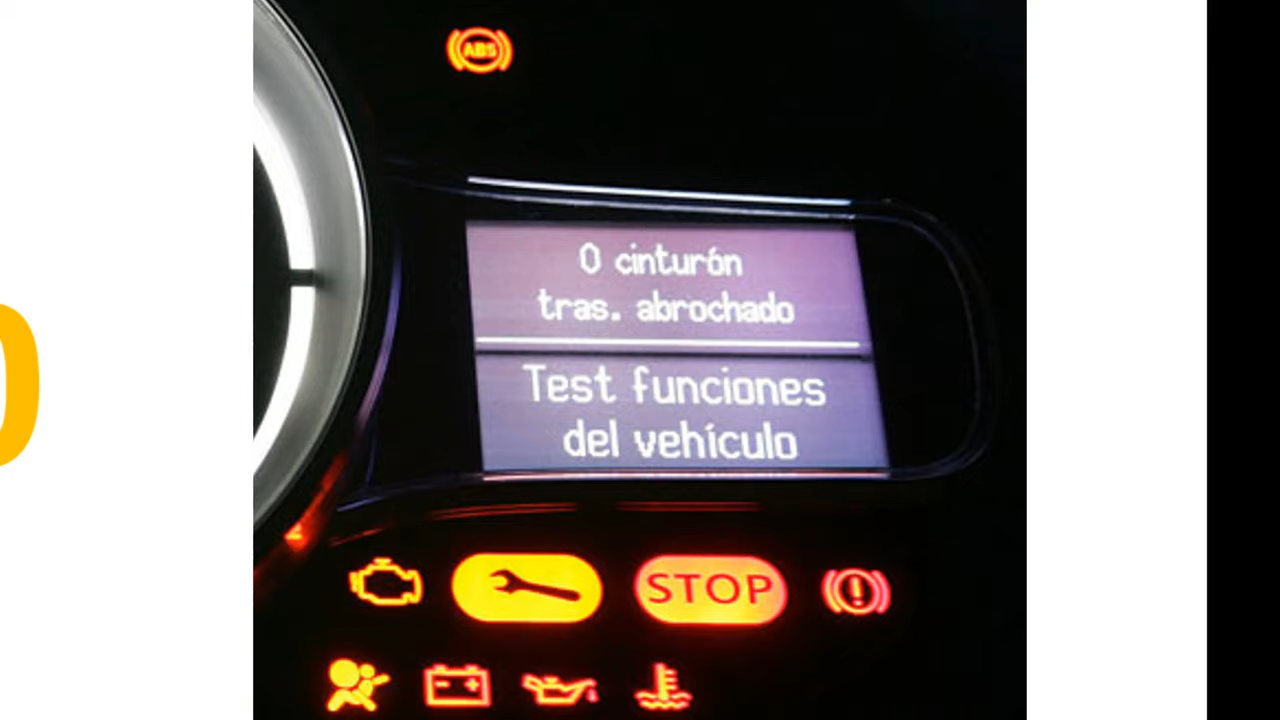 ABS
0 cinturón
tras. abrochado
Test funciones
del vehículo
STOP